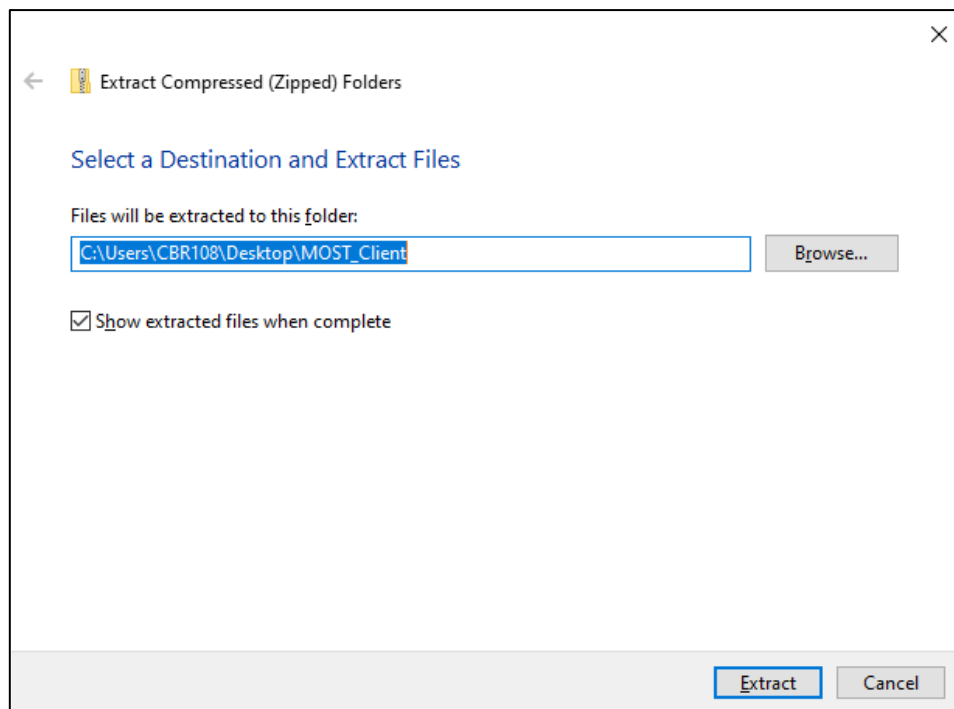 Extract Compressed (Zipped) Folders
Select a Destination and Extract Files
Files will be extracted to this folder:
C:\Users\CBR108\Desktop\MOST_Client
Browse...
Show extracted files when complete
Extract Cancel